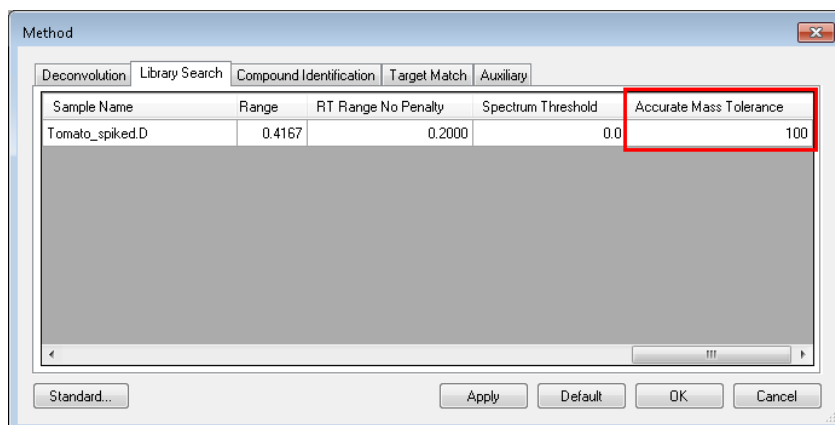 Method
Deconvolution Library Search Compound Identification Target Match Auxiliary
Sample Name Range RT Range No Penalty Spectrum Threshold Accurate Mass Tolerance
Tomato_spiked.D 0.4167 0.2000 0.0 100
Standard... Apply Default OK Cancel